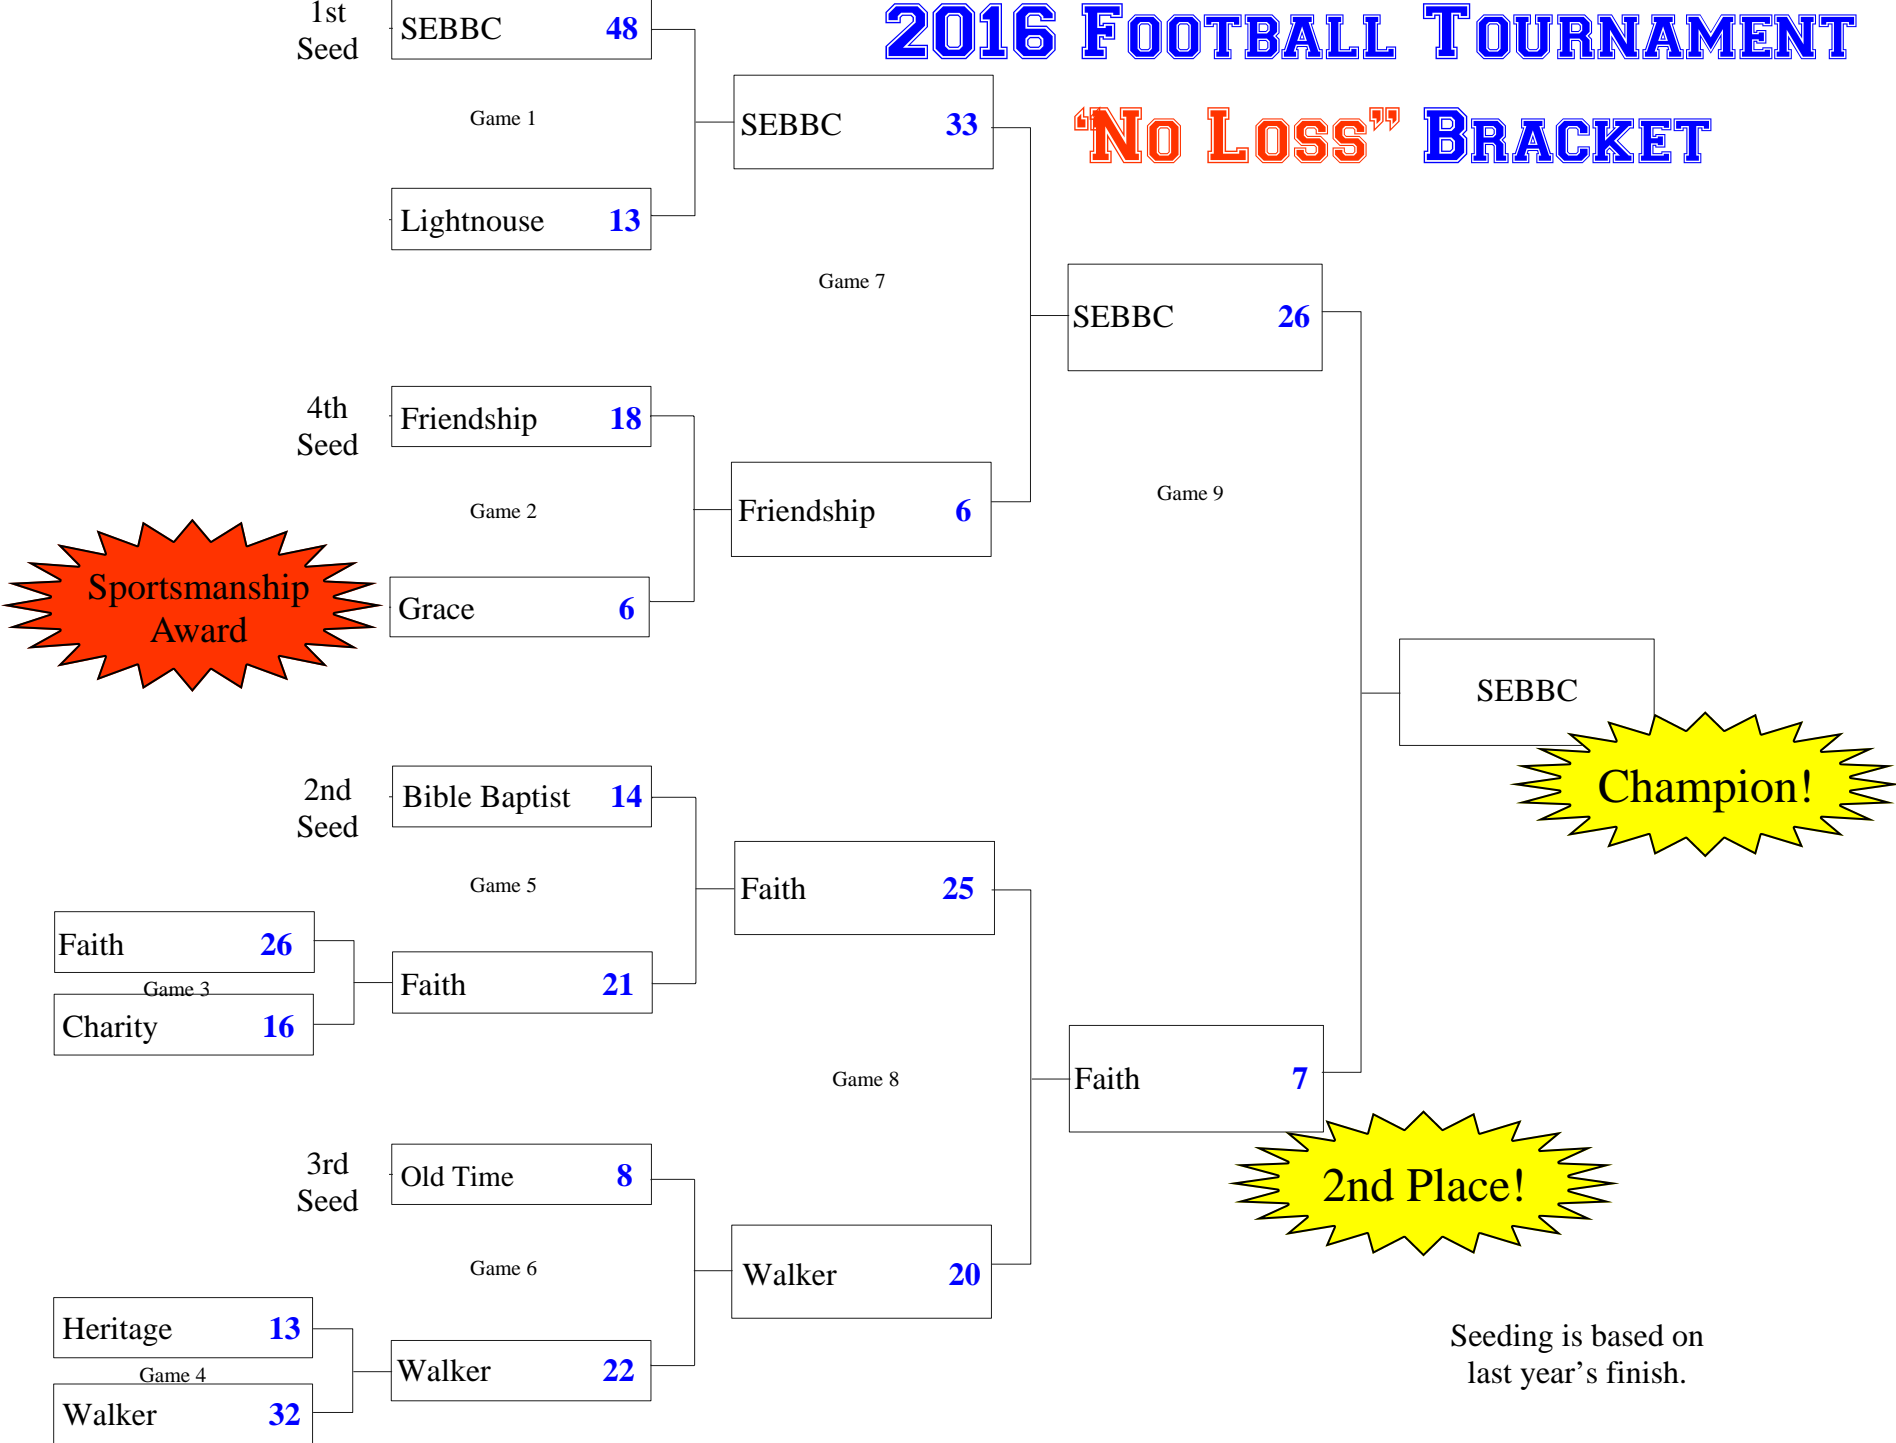 2016 Football Tournament
“No Loss” Bracket
1st
Seed
SEBBC 48
Game 1
Lightnouse 13
SEBBC 33
Game 7
4th
Seed
Friendship 18
Game 2
Grace 6
Sportsmanship
Award
Friendship 6
SEBBC 26
Game 9
SEBBC
Champion!
2nd
Seed
Bible Baptist 14
Game 5
Faith 26
Game 3
Charity 16
Faith 21
Faith 25
Game 8
Faith 7
2nd Place!
3rd
Seed
Old Time 8
Game 6
Heritage 13
Game 4
Walker 32
Walker 22
Walker 20
Seeding is based on
last year’s finish.